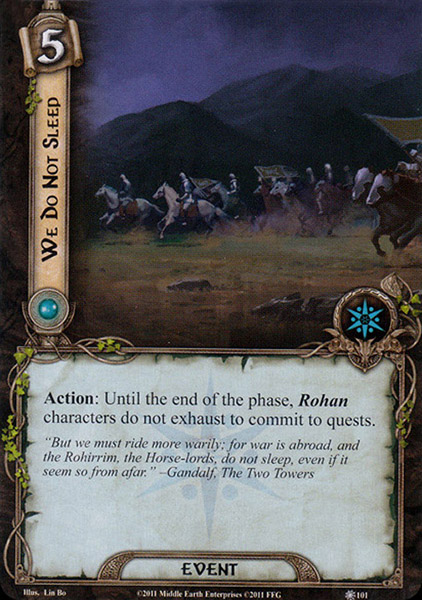 5
We Do Not Sleep
Action: Until the end of the phase, Rohan
characters do not exhaust to commit to quests.
“But we must ride more warily; for war is abroad, and
the Rohirrim, the Horse-lords, do not sleep, even if it
seem so from afar.” –Gandalf, The Two Towers
EVENT
Illus. Lin Bo
©2011 Middle Earth Enterprises ©2011 FFG
101